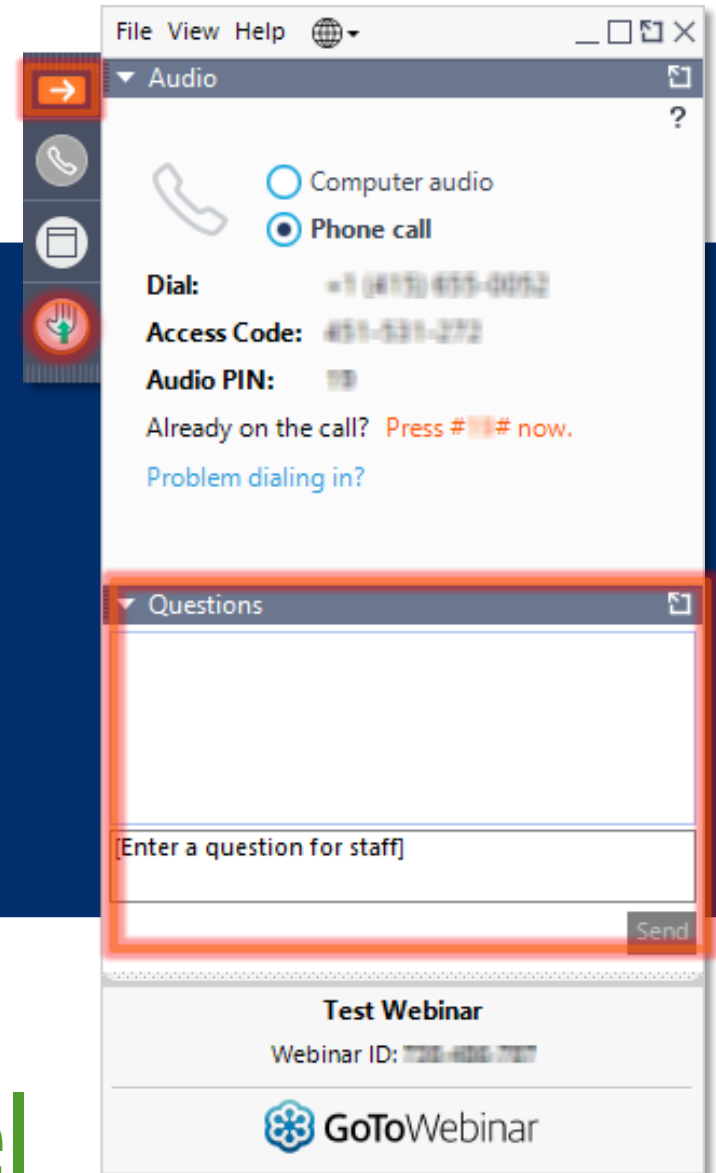 File View Help
Audio
?
Computer audio
Phone call
Dial:
Access Code:
Audio PIN:
Already on the call? Press # # now.
Problem dialing in?
Questions
[Enter a question for staff]
Send
Test Webinar
Webinar ID:
GoToWebinar